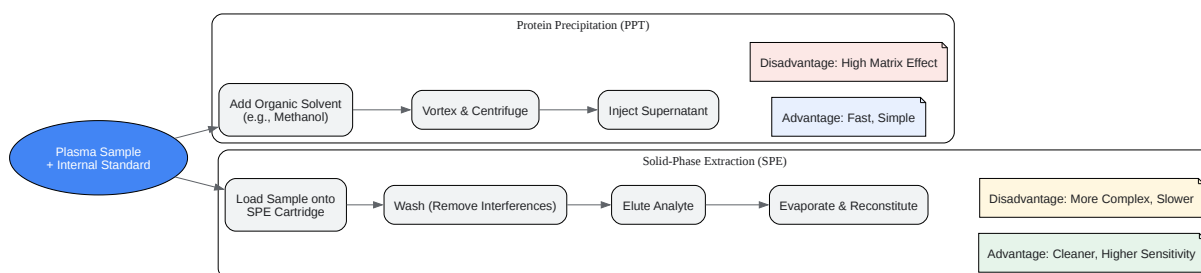 Protein Precipitation (PPT)
Disadvantage: High Matrix Effect
Add Organic Solvent
(e.g., Methanol)
Vortex & Centrifuge
Inject Supernatant
Advantage: Fast, Simple
Plasma Sample
+ Internal Standard
Solid-Phase Extraction (SPE)
Load Sample onto
SPE Cartridge
Wash (Remove Interferences)
Elute Analyte
Evaporate & Reconstitute
Disadvantage: More Complex, Slower
Advantage: Cleaner, Higher Sensitivity